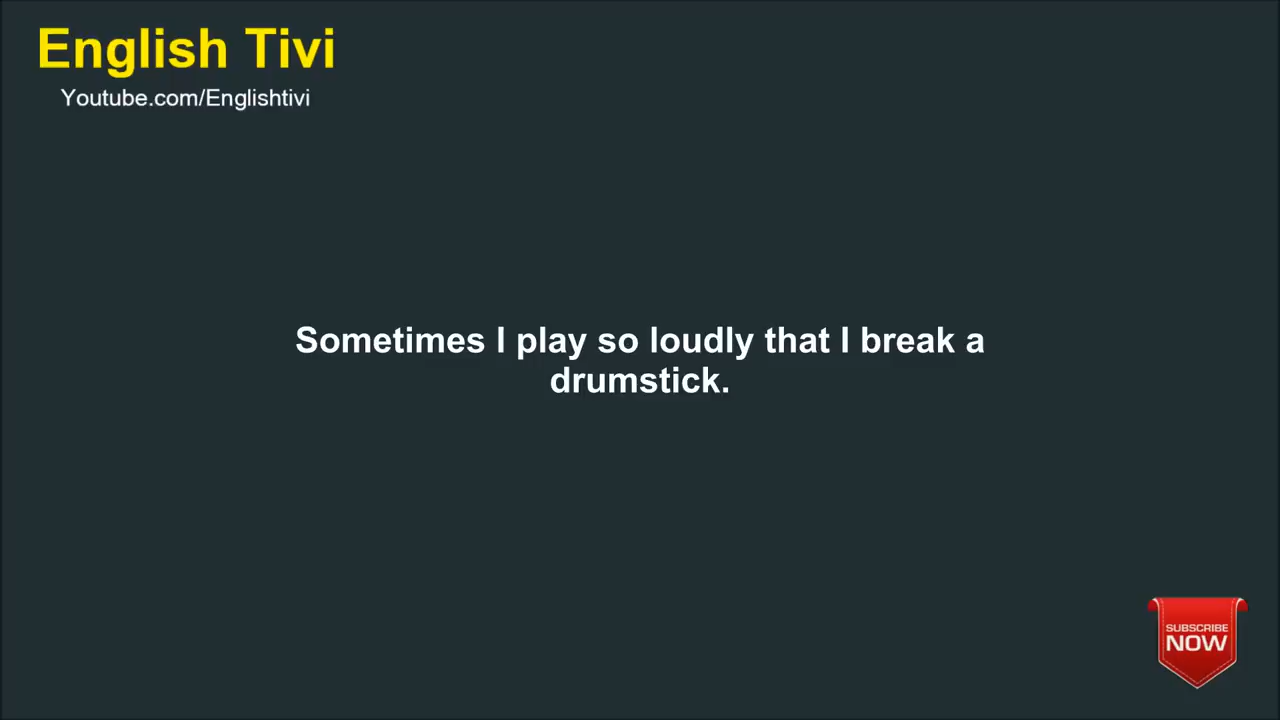 English Tivi
Youtube.com/Englishtivi
Sometimes I play so loudly that I break a
drumstick.
SUBSCRIBE
NOW